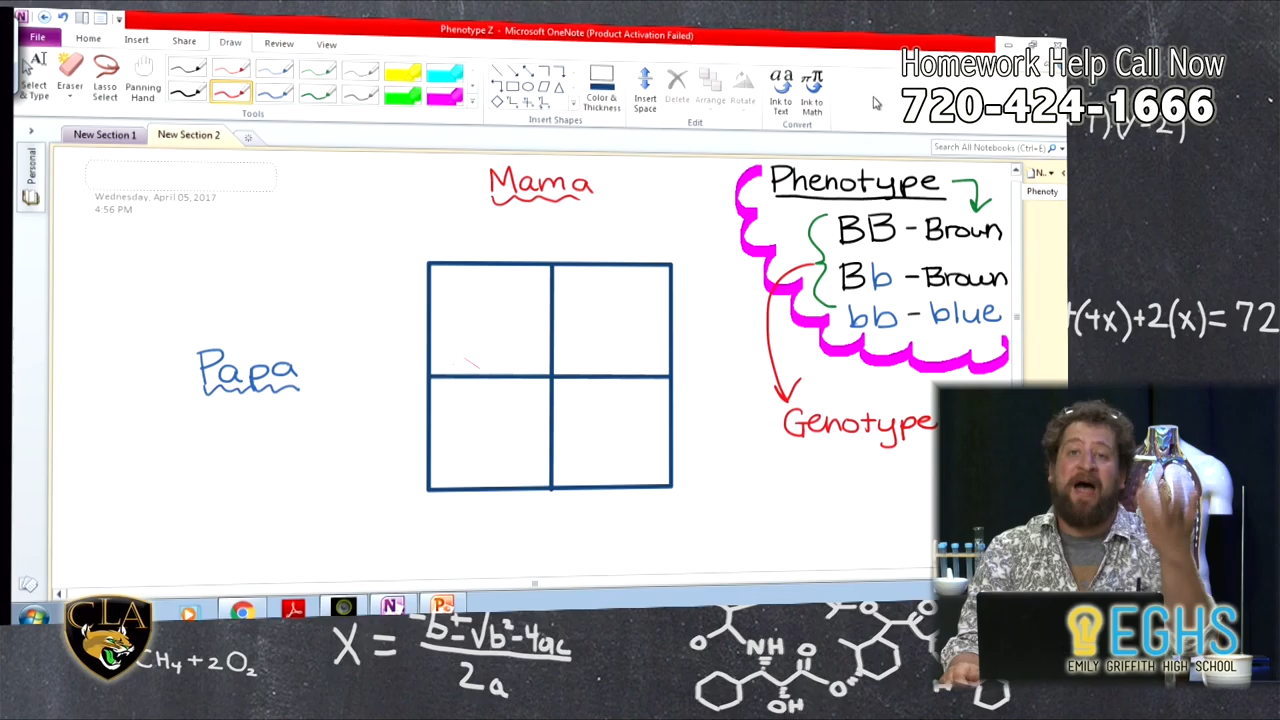 Phenotype Z - Microsoft OneNote (Product Activation Failed)
File Home Insert Share Draw Review View
Select & Type
Eraser
Lasso Select
Panning Hand
Color & Thickness
Insert Space
Delete
Arrange
Rotate
Ink to Text
Ink to Math
Tools
Insert Shapes
Edit
Convert
Homework Help Call Now
720-424-1666
New Section 1
New Section 2
Search All Notebooks (Ctrl+E)
Personal
N..
Phenoty
Wednesday, April 05, 2017
4:56 PM
Mama
Papa
Phenotype
BB - Brown
Bb - Brown
bb - blue
Genotype
(4x)+2(x)=72
CLA
CH4 + 2O2
X = -b±√b²-4ac
2a
NH
O
OH
O
O
EGHS
EMILY GRIFFITH HIGH SCHOOL